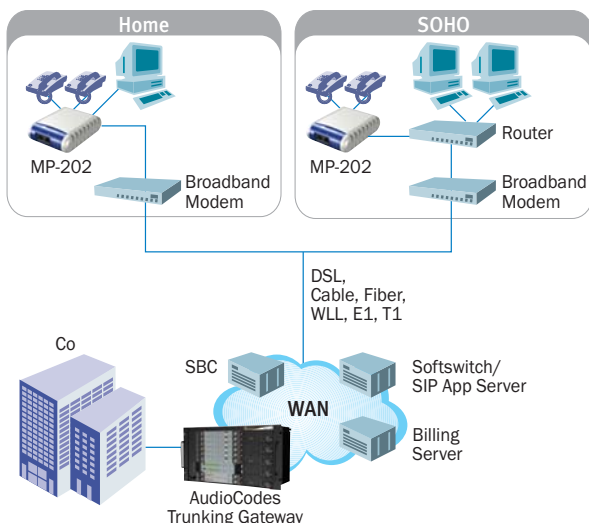 Home
SOHO
MP-202
Broadband
Modem
MP-202
Router
Broadband
Modem
DSL,
Cable, Fiber,
WLL, E1, T1
Co
SBC
WAN
Softswitch/
SIP App Server
Billing
Server
AudioCodes
Trunking Gateway